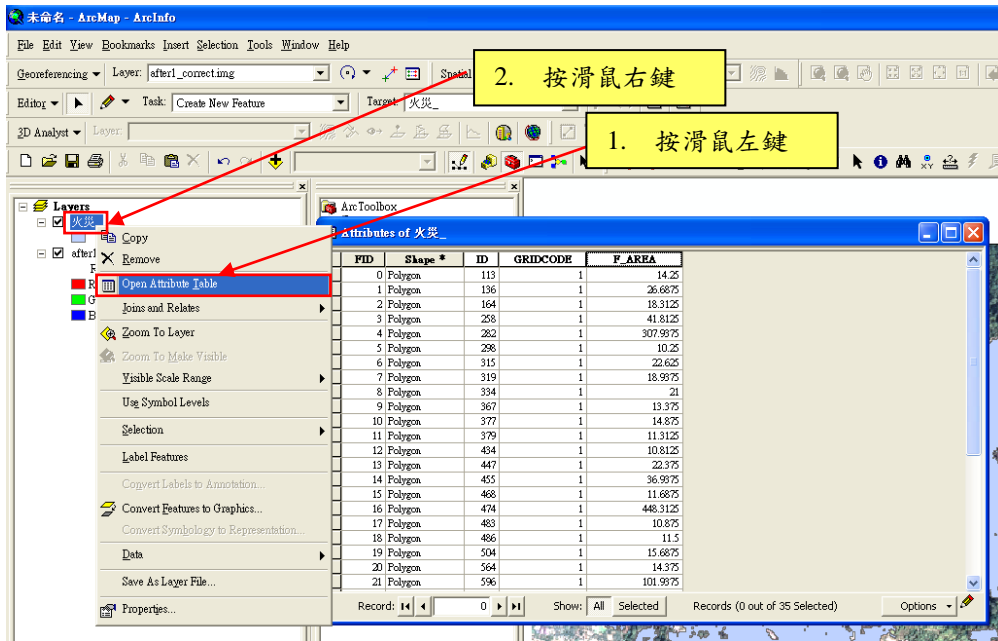 未命名 - ArcMap - ArcInfo
File Edit View Bookmarks Insert Selection Tools Window Help
Georeferencing Layer: after1_correct.img Spatial
2. 按滑鼠右鍵
Editor Task: Create New Feature Target: 火災_
3D Analyst Layer:
1. 按滑鼠左鍵
Layers
火災_
after1
R
G
B
ArcToolbox
Copy
Remove
Open Attribute Table
Joins and Relates
Zoom To Layer
Zoom To Make Visible
Visible Scale Range
Use Symbol Levels
Selection
Label Features
Convert Labels to Annotation...
Convert Features to Graphics...
Convert Symbology to Representation...
Data
Save As Layer File...
Properties...
Attributes of 火災_
FID Shape * ID GRIDCODE F_AREA
0 Polygon 113 1 14.25
1 Polygon 136 1 26.6875
2 Polygon 164 1 18.3125
3 Polygon 258 1 41.8125
4 Polygon 282 1 307.9375
5 Polygon 298 1 10.25
6 Polygon 315 1 22.625
7 Polygon 319 1 18.9375
8 Polygon 334 1 21
9 Polygon 367 1 13.375
10 Polygon 377 1 14.875
11 Polygon 379 1 11.3125
12 Polygon 434 1 10.8125
13 Polygon 447 1 22.375
14 Polygon 455 1 36.9375
15 Polygon 468 1 11.6875
16 Polygon 474 1 448.3125
17 Polygon 483 1 10.875
18 Polygon 486 1 11.5
19 Polygon 504 1 15.6875
20 Polygon 564 1 14.375
21 Polygon 596 1 101.9375
Record: 0 Show: All Selected Records (0 out of 35 Selected) Options